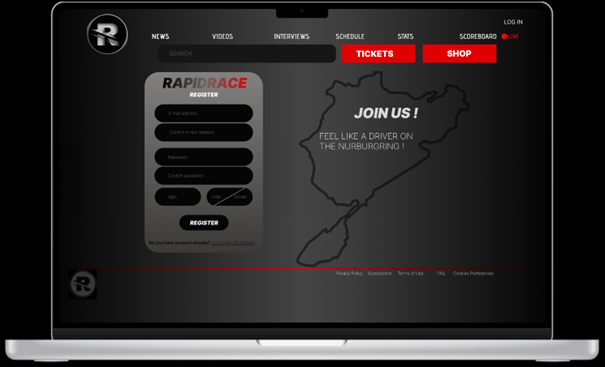 LOG IN
NEWS
VIDEOS
INTERVIEWS
SCHEDULE
STATS
SCOREBOARD
LIVE
SEARCH
TICKETS
SHOP
R
RAPIDRACE
REGISTER
E-mail address...
Confirm e-mail address...
Password
Confirm password...
Age...
Male
Female
REGISTER
Do you have account already?
JOIN US !
FEEL LIKE A DRIVER ON
THE NURBURGRING !
Privacy Policy
Subscription
Terms of Use
FAQ
Cookies Preferences
R